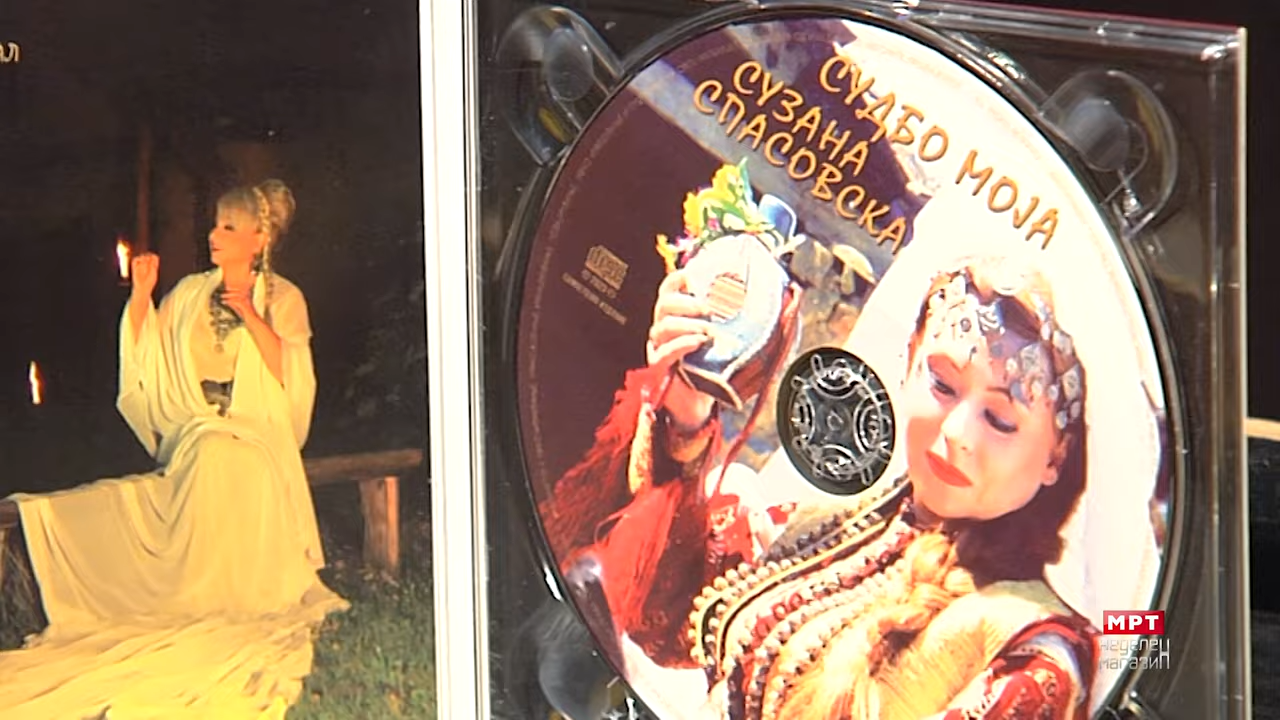 СУДБО МОЈА
СУЗАНА
СПАСОВСКА
МРТ
неделен
магазин